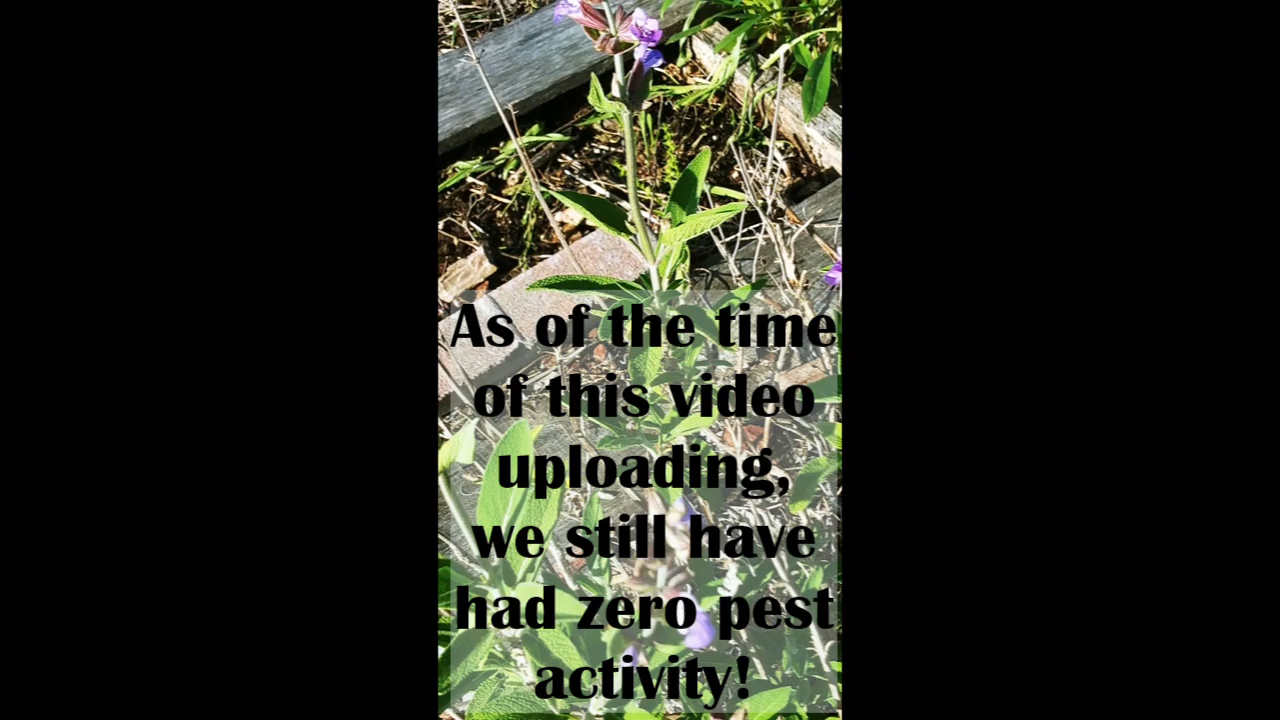 As of the time
of this video
uploading,
we still have
had zero pest
activity!